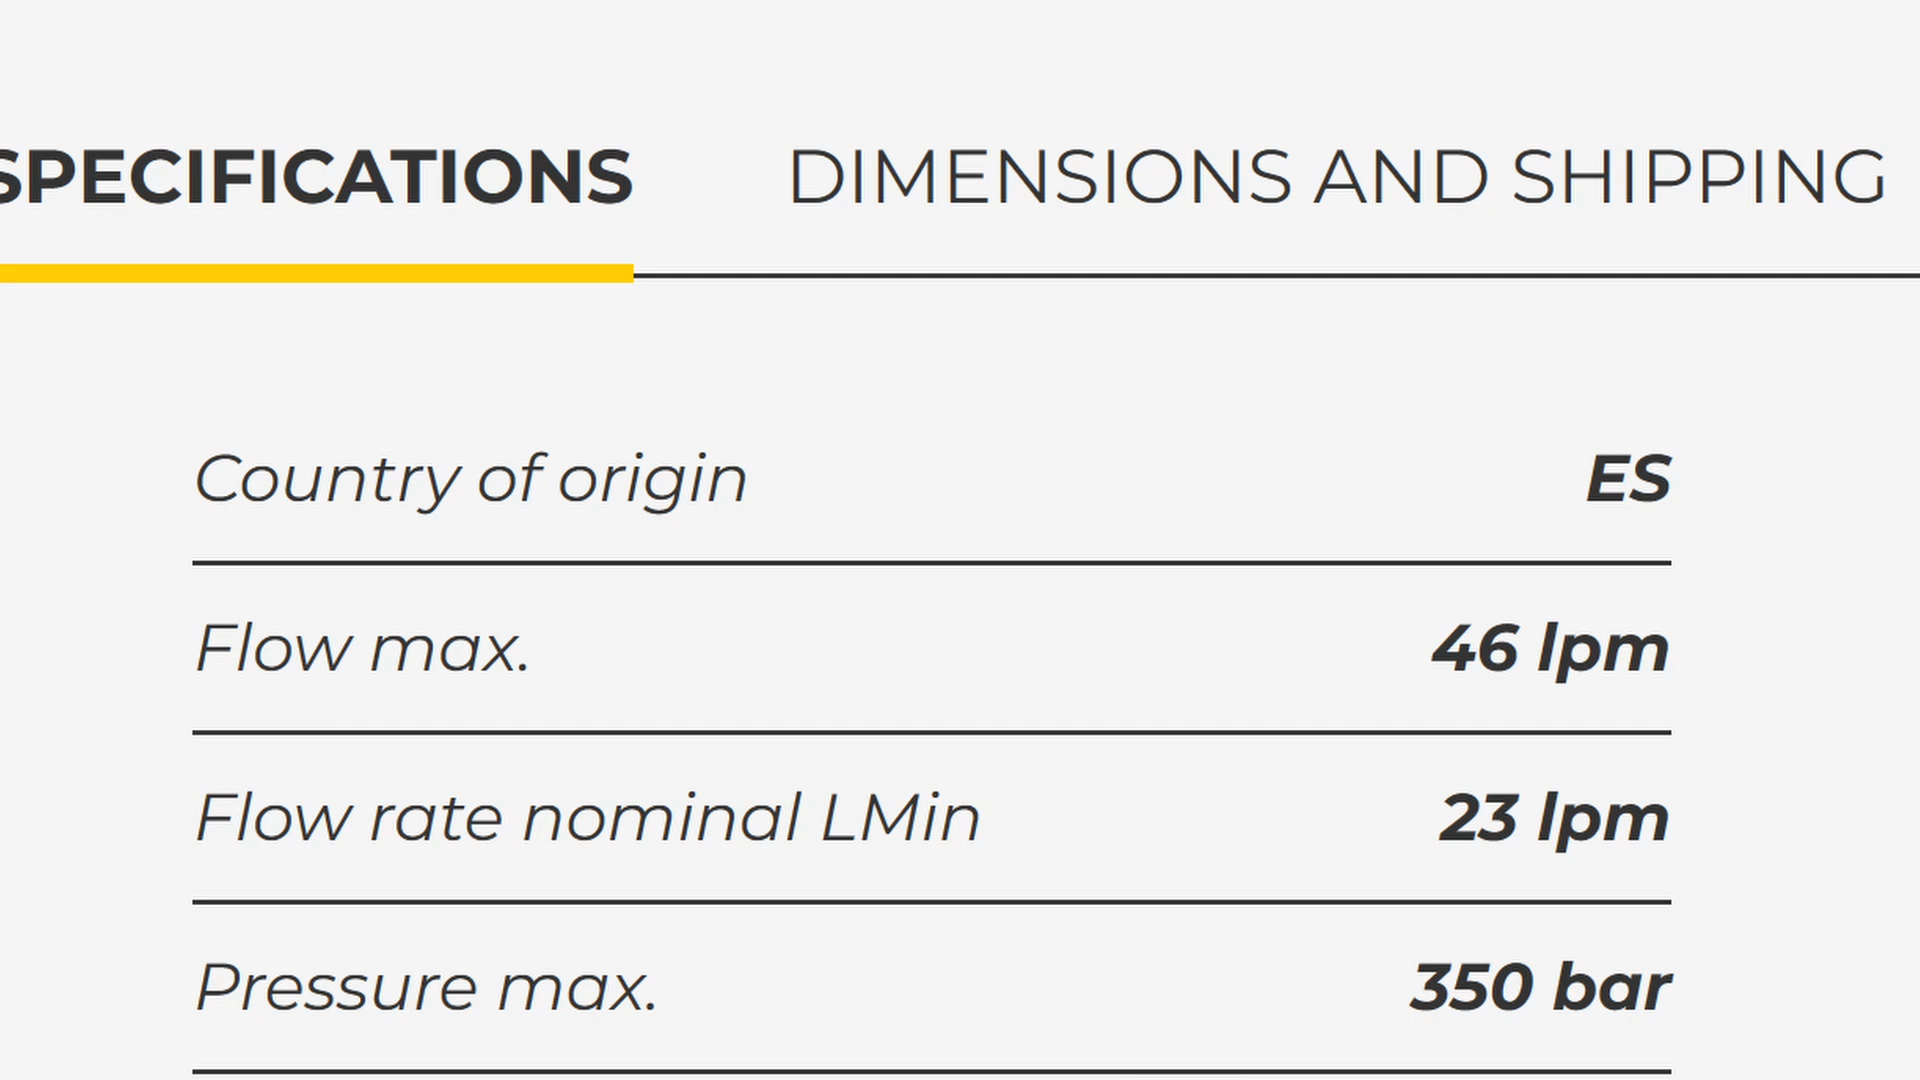 SPECIFICATIONS DIMENSIONS AND SHIPPING
Country of origin ES
Flow max. 46 lpm
Flow rate nominal LMin 23 lpm
Pressure max. 350 bar